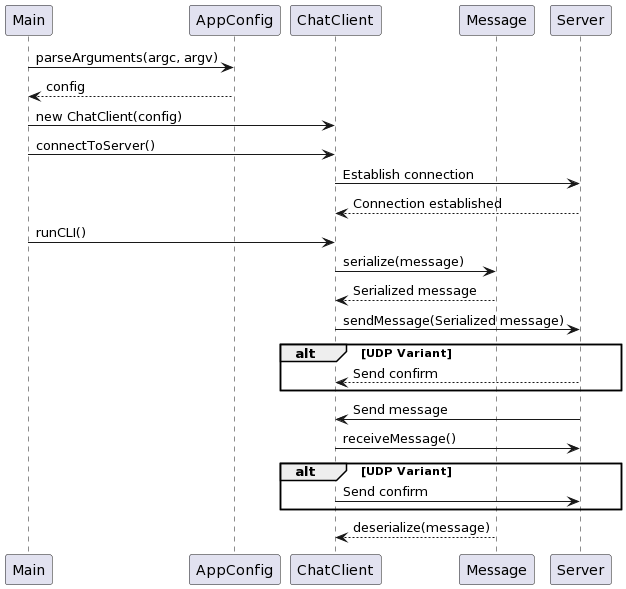 Main AppConfig ChatClient Message Server
parseArguments(argc, argv)
config
new ChatClient(config)
connectToServer()
Establish connection
Connection established
runCLI()
serialize(message)
Serialized message
sendMessage(Serialized message)
alt [UDP Variant]
Send confirm
Send message
receiveMessage()
alt [UDP Variant]
Send confirm
deserialize(message)
Main AppConfig ChatClient Message Server